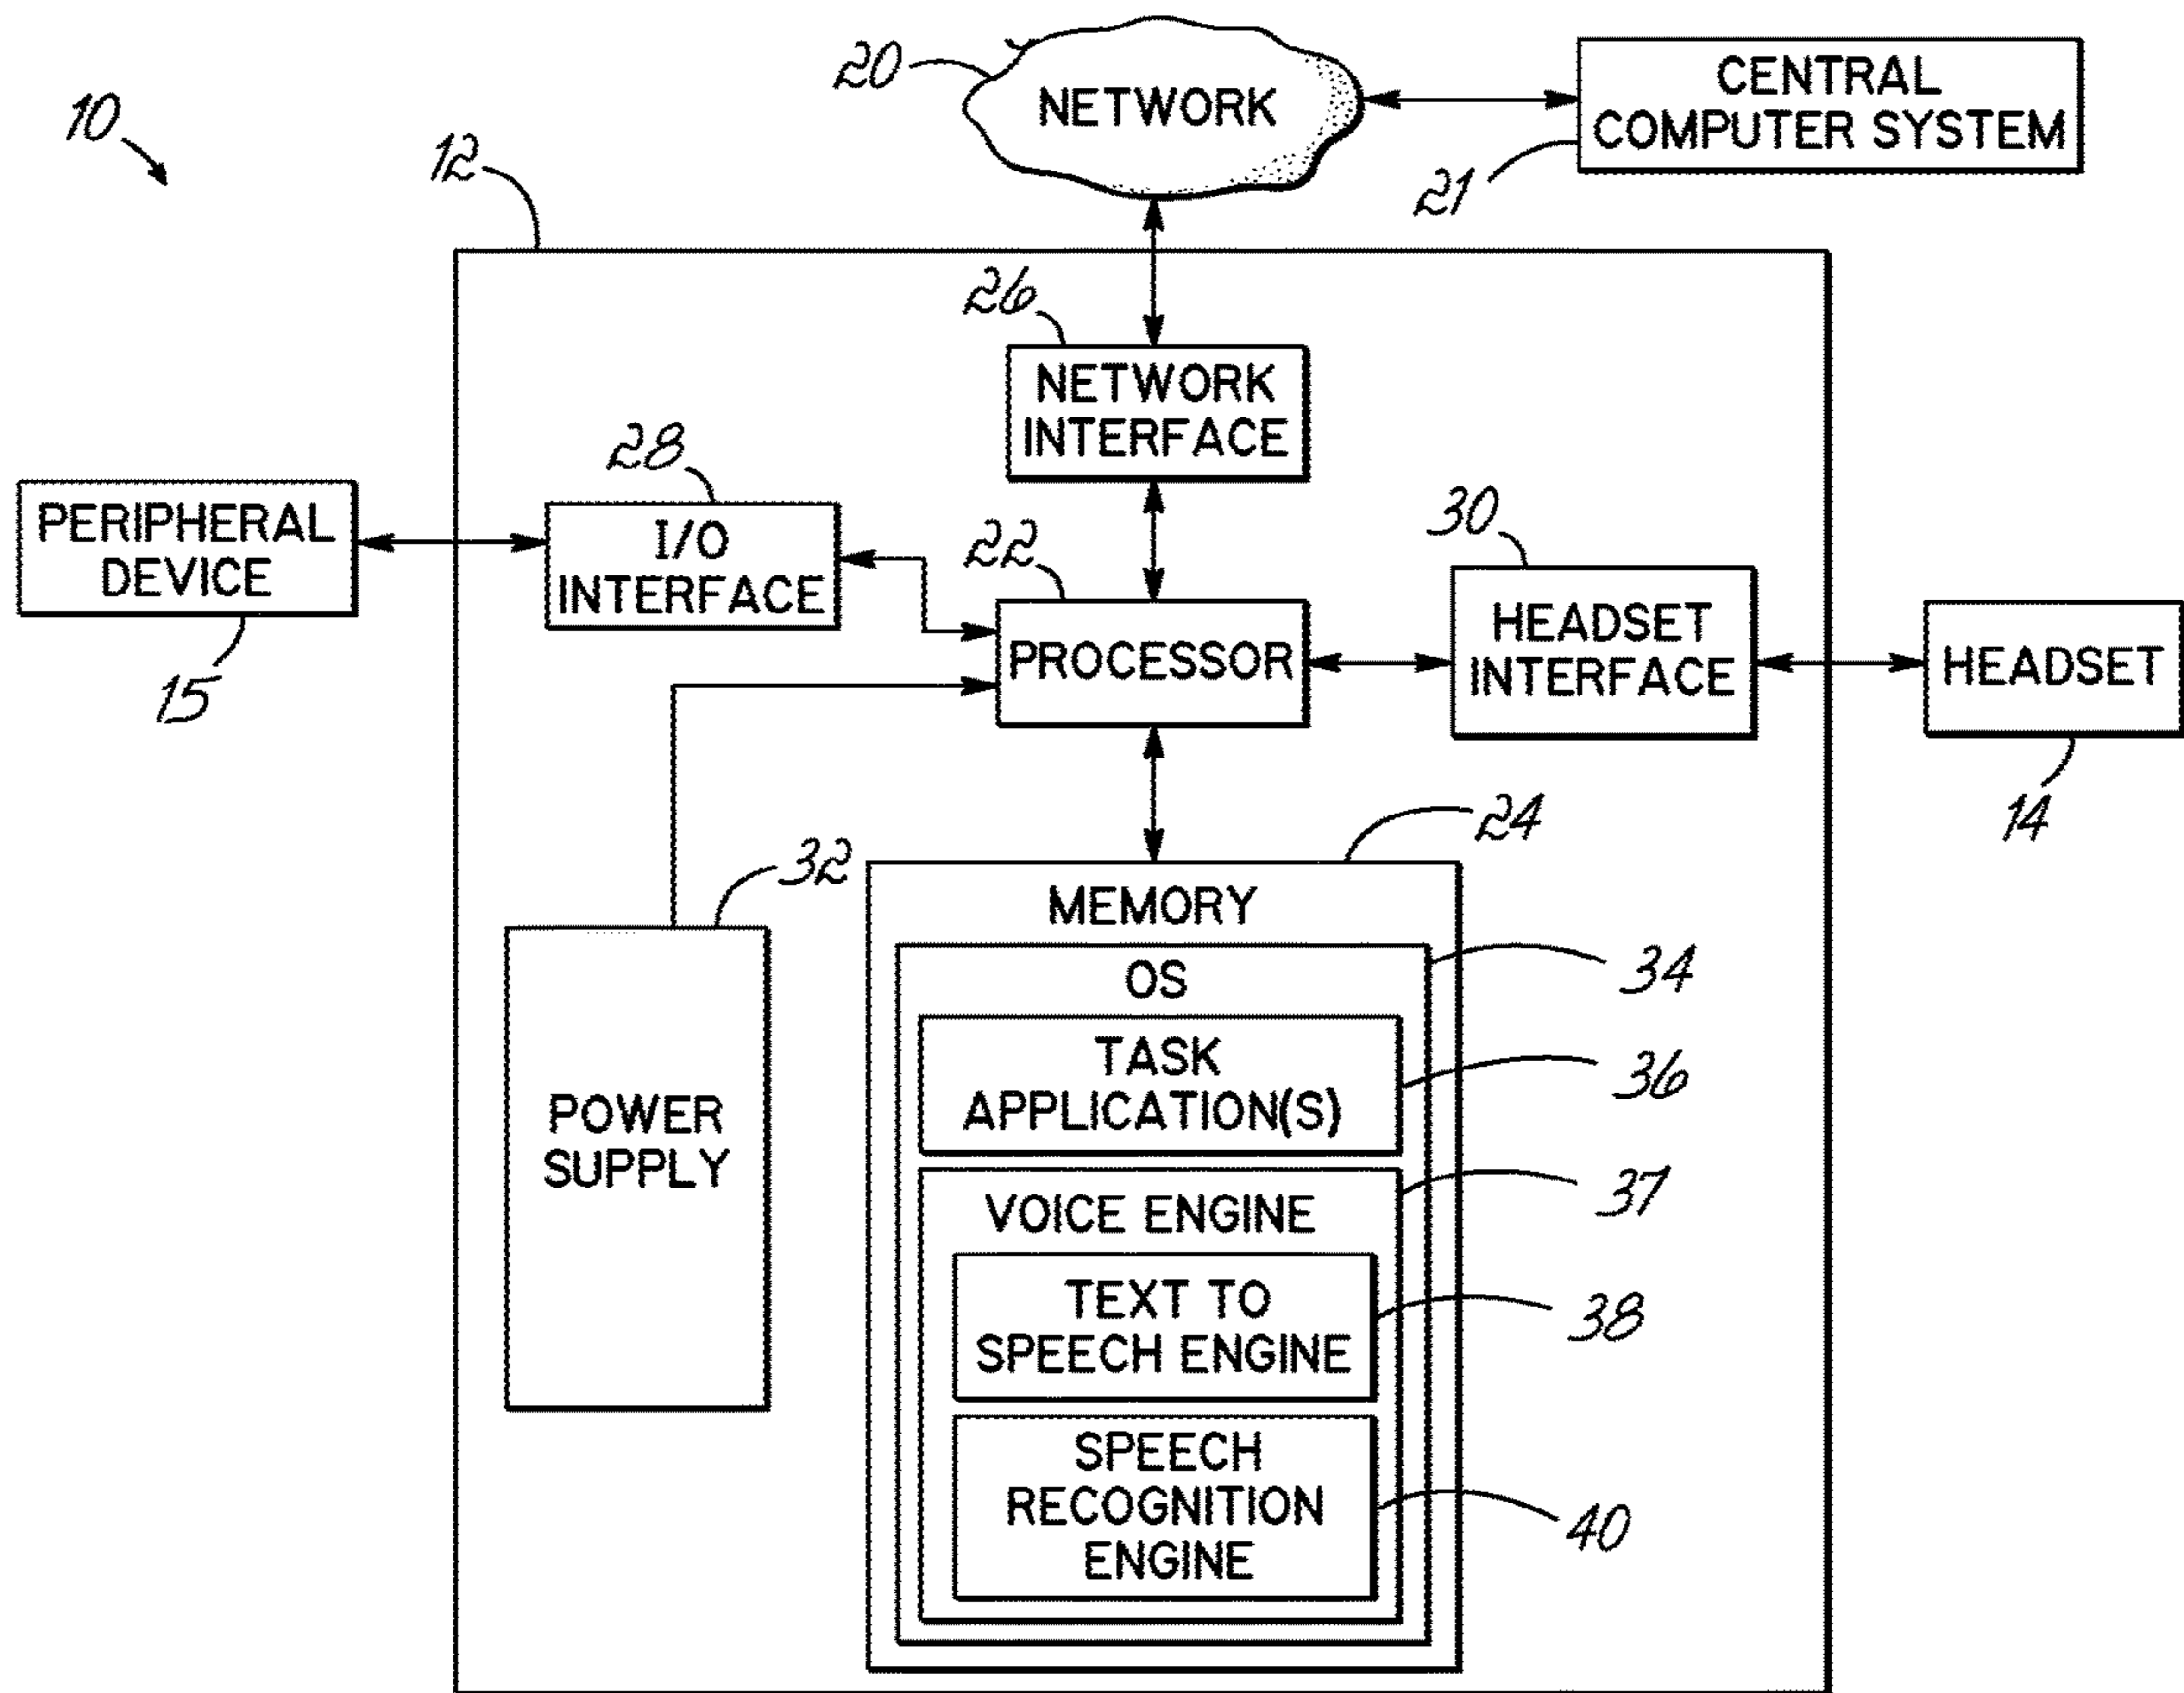 20
NETWORK
CENTRAL
COMPUTER SYSTEM
10
12
21
26
NETWORK
INTERFACE
28
PERIPHERAL
DEVICE
15
I/O
INTERFACE
22
PROCESSOR
30
HEADSET
INTERFACE
HEADSET
14
24
32
POWER
SUPPLY
MEMORY
OS
34
TASK
APPLICATION(S)
36
VOICE ENGINE
37
TEXT TO
SPEECH ENGINE
38
SPEECH
RECOGNITION
ENGINE
40